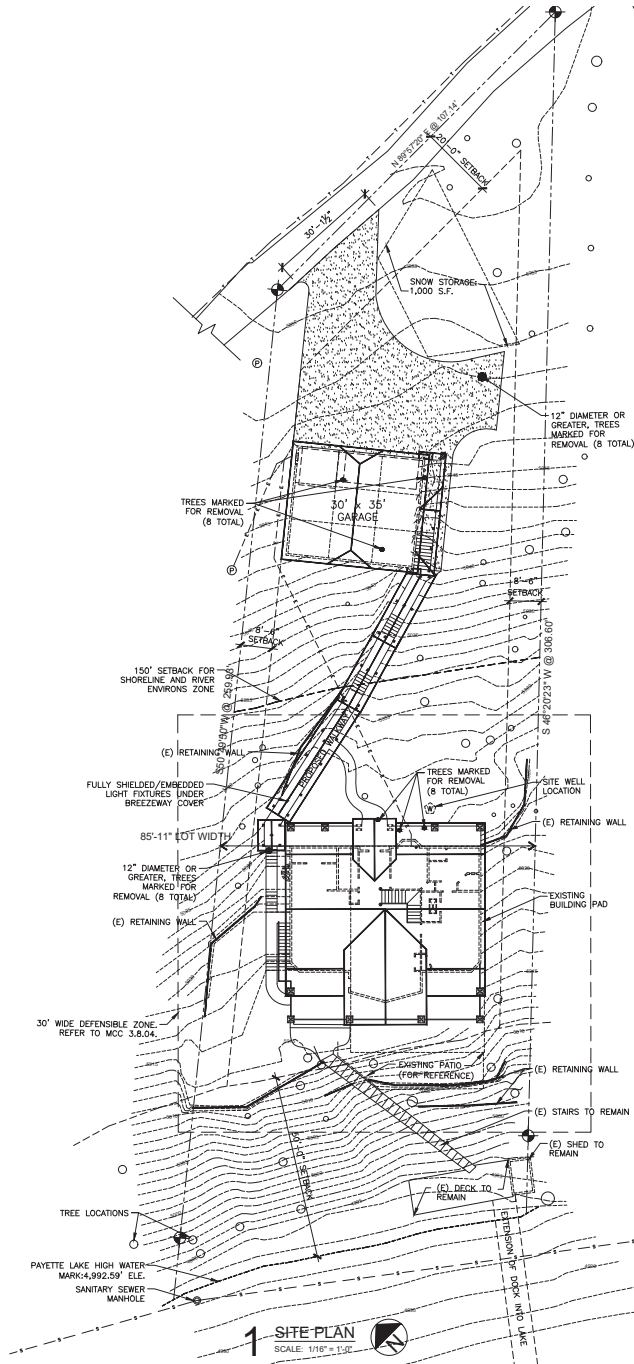 N 89°57'20" E @ 107.14'
20'-0" SETBACK
30'-1½"
SNOW STORAGE:
1,000 S.F.
P
12" DIAMETER OR
GREATER, TREES
MARKED FOR
REMOVAL (8 TOTAL)
TREES MARKED
FOR REMOVAL
(8 TOTAL)
30' x 35'
GARAGE
P
8'-6"
SETBACK
8'-6"
SETBACK
150' SETBACK FOR
SHORELINE AND RIVER
ENVIRONS ZONE
S 46°20'23" W @ 306.60'
(E) RETAINING WALL
PROPOSED WALKWAY
FULLY SHIELDED/EMBEDDED
LIGHT FIXTURES UNDER
BREEZEWAY COVER
TREES MARKED
FOR REMOVAL
(8 TOTAL)
W
SITE WELL
LOCATION
(E) RETAINING WALL
85'-11" LOT WIDTH
12" DIAMETER OR
GREATER, TREES
MARKED FOR
REMOVAL (8 TOTAL)
(E) RETAINING WALL
EXISTING
BUILDING PAD
30' WIDE DEFENSIBLE ZONE.
REFER TO MCC 3.8.04.
EXISTING PATIO
(FOR REFERENCE)
(E) RETAINING WALL
(E) STAIRS TO REMAIN
50'-0" SETBACK
(E) SHED TO
REMAIN
(E) DECK TO
REMAIN
TREE LOCATIONS
EXTENSION OF DOCK INTO LAKE
PAYETTE LAKE HIGH WATER
MARK:4,992.59' ELE.
SANITARY SEWER
MANHOLE
1 SITE PLAN
SCALE: 1/16" = 1'-0"
N